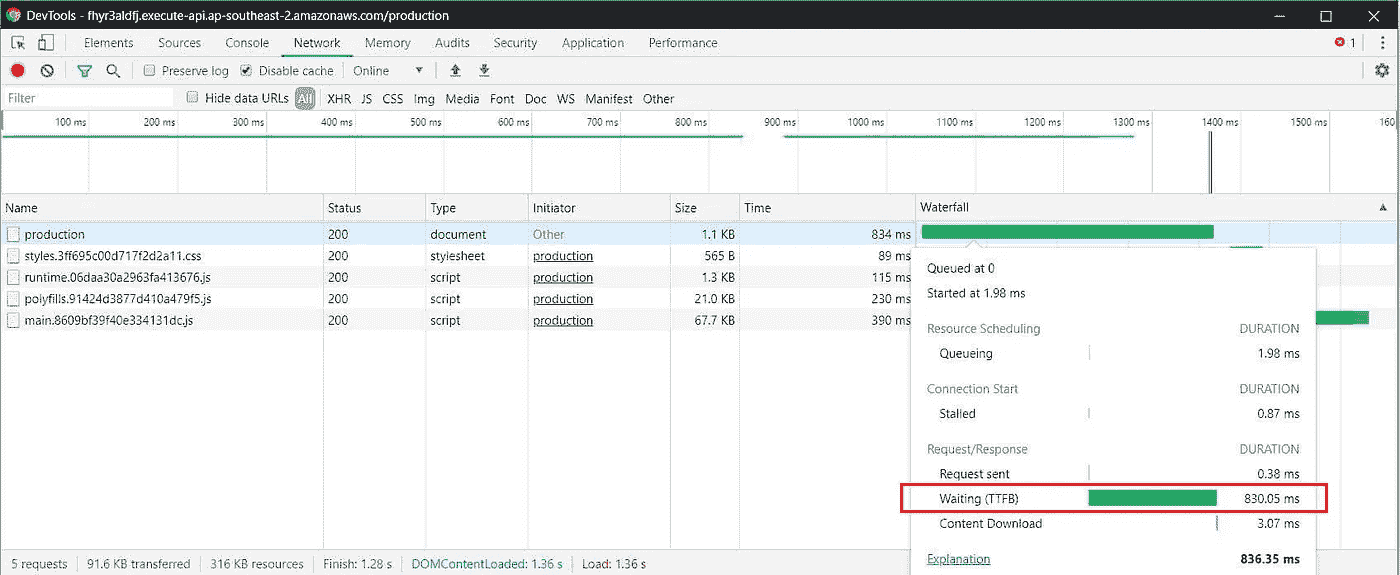 DevTools - fhyr3aldfj.execute-api.ap-southeast-2.amazonaws.com/production
Elements Sources Console Network Memory Audits Security Application Performance 1
Preserve log Disable cache Online
Filter Hide data URLs All XHR JS CSS Img Media Font Doc WS Manifest Other
100 ms 200 ms 300 ms 400 ms 500 ms 600 ms 700 ms 800 ms 900 ms 1000 ms 1100 ms 1200 ms 1300 ms 1400 ms 1500 ms 160
Name Status Type Initiator Size Time Waterfall
production 200 document Other 1.1 KB 834 ms
styles.3ff695c00d717f2d2a11.css 200 stylesheet production 565 B 89 ms
runtime.06daa30a2963fa413676.js 200 script production 1.3 KB 115 ms
polyfills.91424d3877d410a479f5.js 200 script production 21.0 KB 230 ms
main.8609bf39f40e334131dc.js 200 script production 67.7 KB 390 ms
Queued at 0
Started at 1.98 ms
Resource Scheduling DURATION
Queueing 1.98 ms
Connection Start DURATION
Stalled 0.87 ms
Request/Response DURATION
Request sent 0.38 ms
Waiting (TTFB) 830.05 ms
Content Download 3.07 ms
Explanation 836.35 ms
5 requests 91.6 KB transferred 316 KB resources Finish: 1.28 s DOMContentLoaded: 1.36 s Load: 1.36 s